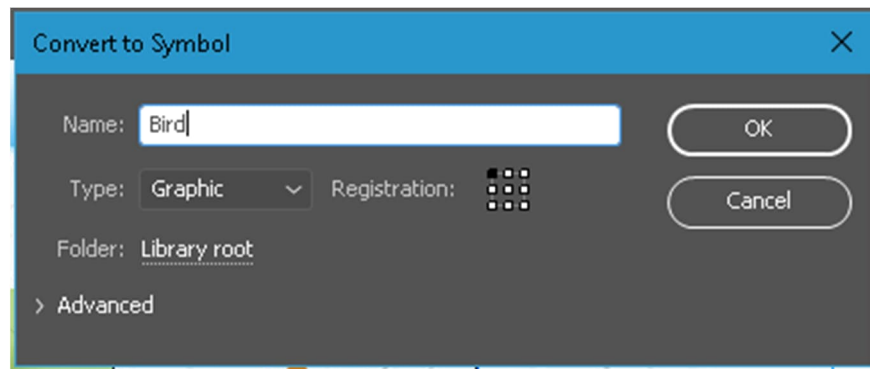 Convert to Symbol
Name: Bird
OK
Type: Graphic Registration:
Cancel
Folder: Library root
Advanced